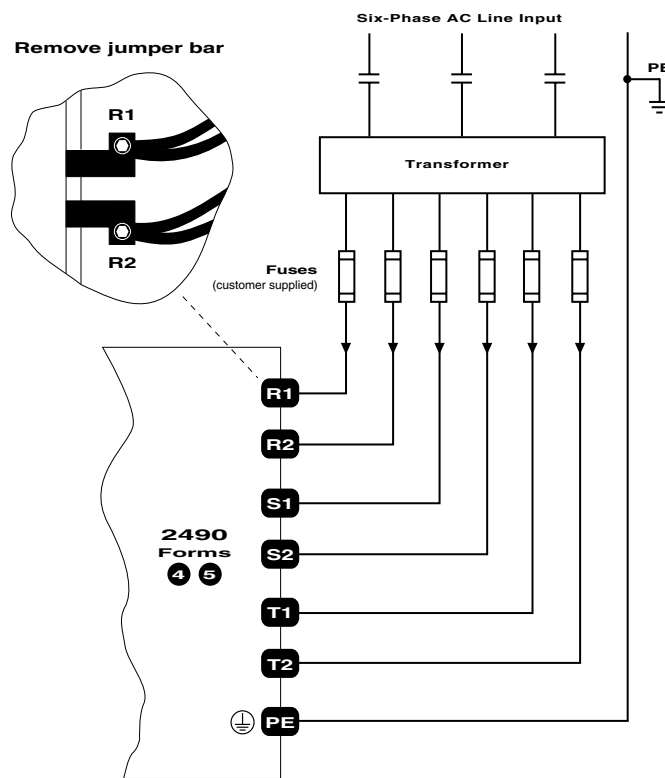 Six-Phase AC Line Input
Remove jumper bar
PE
R1
Transformer
R2
Fuses
(customer supplied)
R1
R2
S1
2490
Forms
4 5
S2
T1
T2
PE